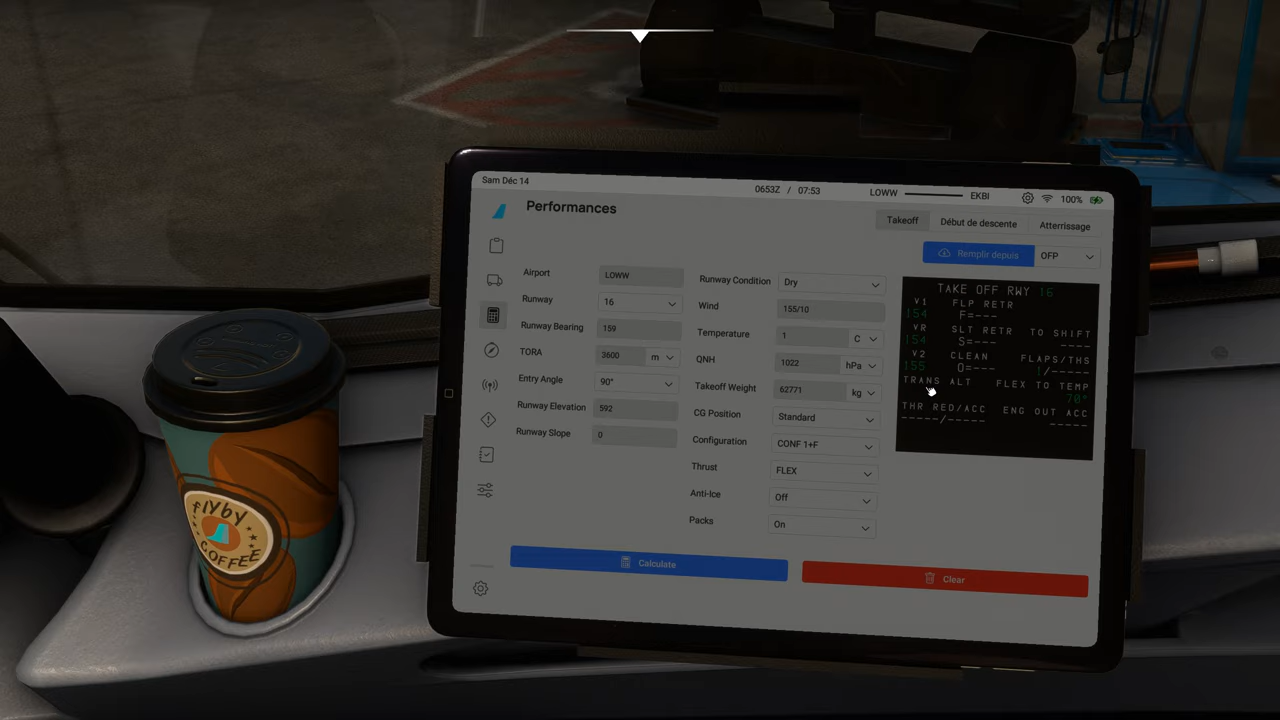 Sam Déc 14
0653Z / 07:53
LOWW
EKBI
100%
Performances
Takeoff
Début de descente
Atterrissage
Remplir depuis
OFP
Airport
LOWW
Runway
16
Runway Bearing
159
TORA
3600
m
Entry Angle
90°
Runway Elevation
592
Runway Slope
0
Runway Condition
Dry
Wind
155/10
Temperature
1
C
QNH
1022
hPa
Takeoff Weight
62771
kg
CG Position
Standard
Configuration
CONF 1+F
Thrust
FLEX
Anti-Ice
Off
Packs
On
TAKE OFF RWY 16
V1 FLP RETR
154 F=---
VR SLT RETR TO SHIFT
154 S=--- ----
V2 CLEAN FLAPS/THS
155 O=--- 1/-----
TRANS ALT FLEX TO TEMP
70°
THR RED/ACC ENG OUT ACC
-----/----- -----
Calculate
Clear
flyby
COFFEE